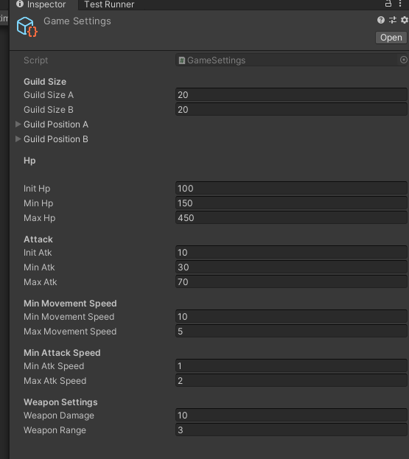 Inspector
Test Runner
Game Settings
Open
Script
GameSettings
Guild Size
Guild Size A
20
Guild Size B
20
Guild Position A
Guild Position B
Hp
Init Hp
100
Min Hp
150
Max Hp
450
Attack
Init Atk
10
Min Atk
30
Max Atk
70
Min Movement Speed
Min Movement Speed
10
Max Movement Speed
5
Min Attack Speed
Min Atk Speed
1
Max Atk Speed
2
Weapon Settings
Weapon Damage
10
Weapon Range
3